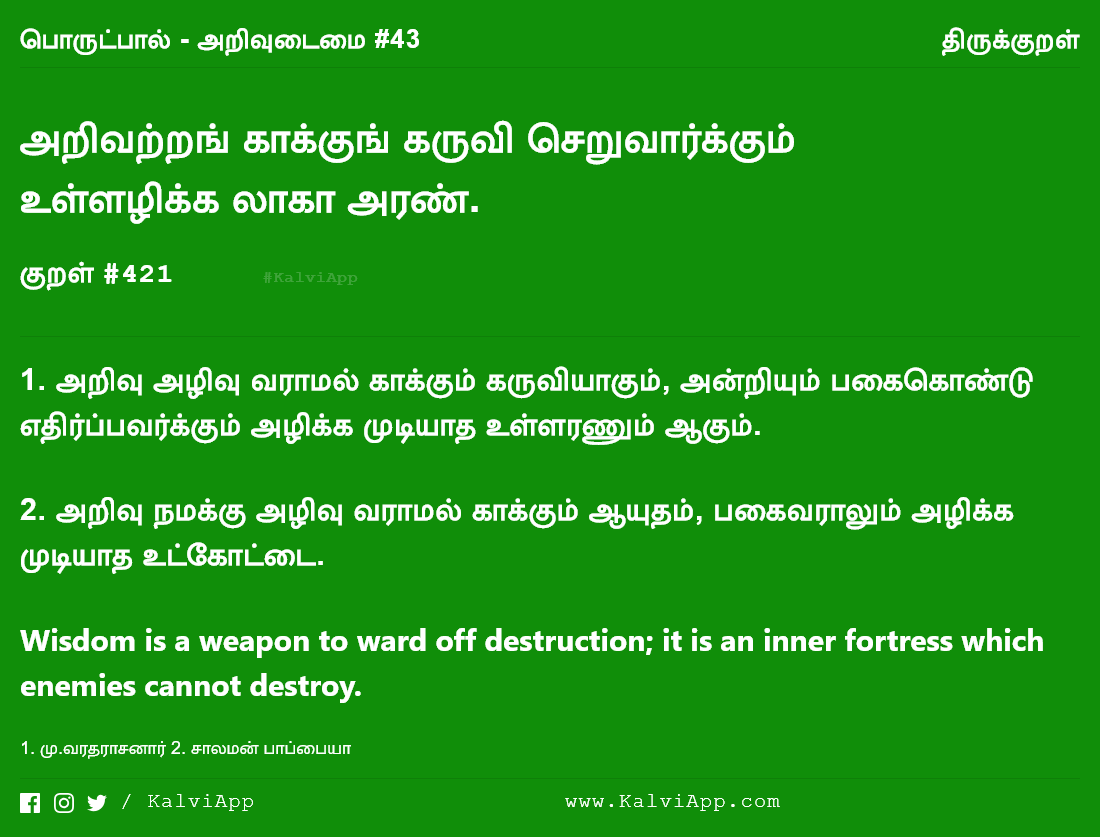 பொருட்பால் - அறிவுடைமை #43
திருக்குறள்
அறிவற்றங் காக்குங் கருவி செறுவார்க்கும்
உள்ளழிக்க லாகா அரண்.
குறள் #421
#KalviApp
1. அறிவு அழிவு வராமல் காக்கும் கருவியாகும், அன்றியும் பகைகொண்டு
எதிர்ப்பவர்க்கும் அழிக்க முடியாத உள்ளரணும் ஆகும்.
2. அறிவு நமக்கு அழிவு வராமல் காக்கும் ஆயுதம், பகைவராலும் அழிக்க
முடியாத உட்கோட்டை.
Wisdom is a weapon to ward off destruction; it is an inner fortress which
enemies cannot destroy.
1. மு.வரதராசனார் 2. சாலமன் பாப்பையா
/ KalviApp
www.KalviApp.com